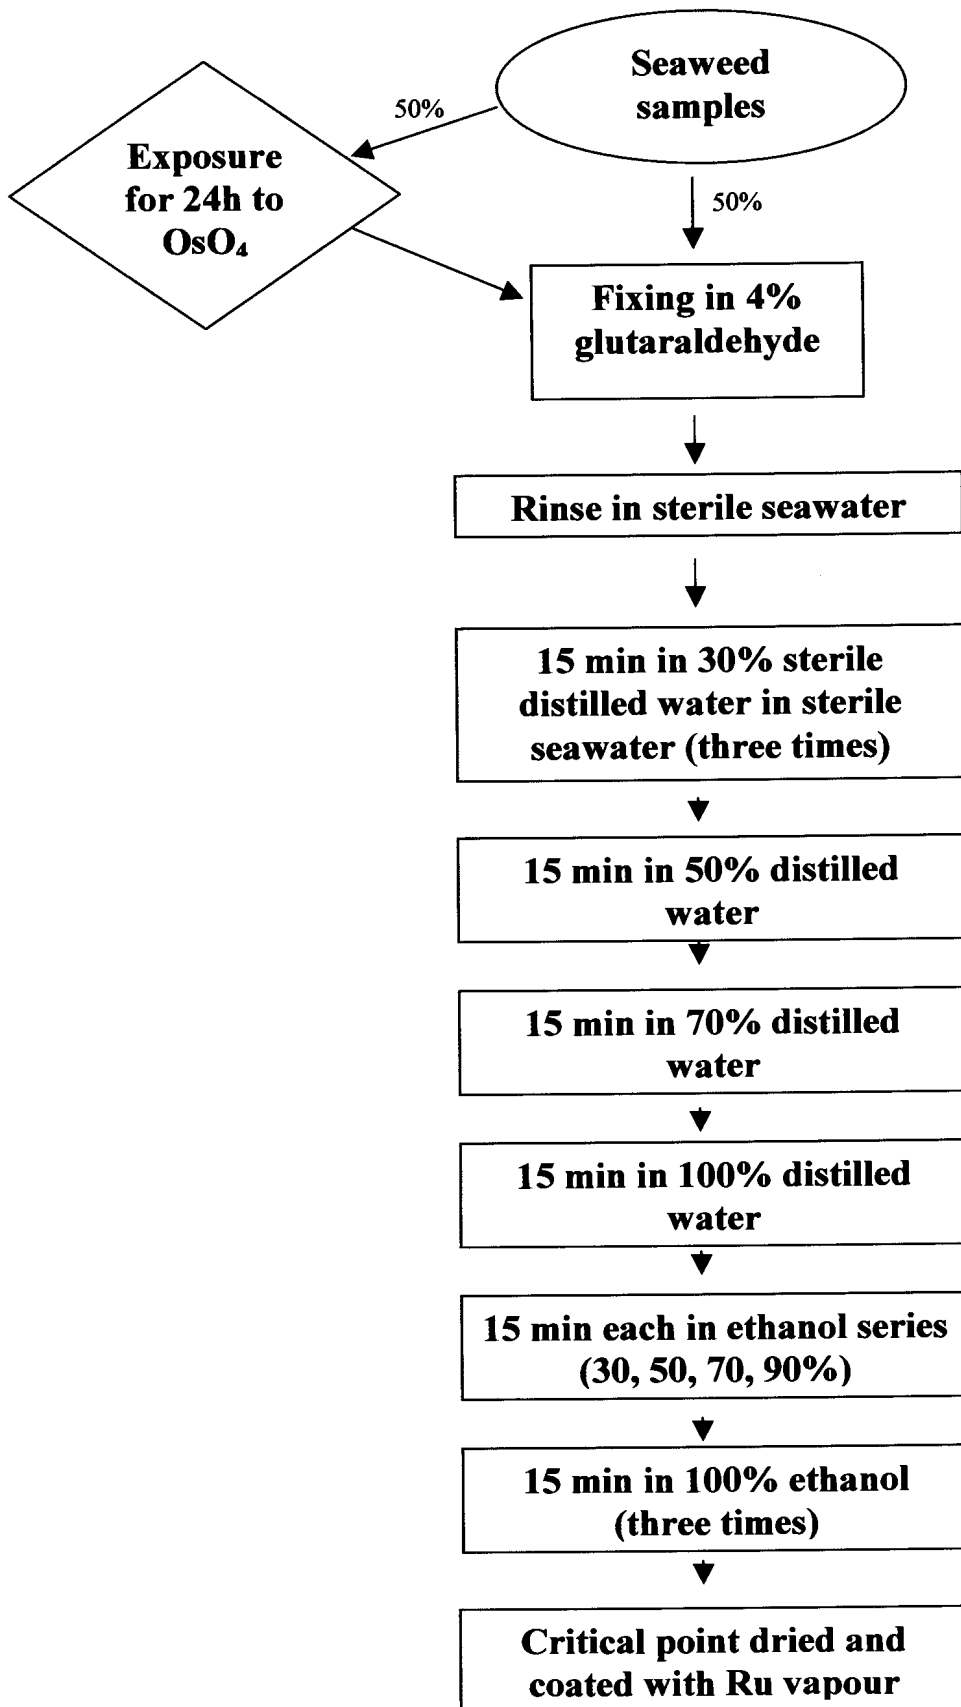 Seaweed
samples
50%
50%
Exposure
for 24h to
OsO₄
Fixing in 4%
glutaraldehyde
Rinse in sterile seawater
15 min in 30% sterile
distilled water in sterile
seawater (three times)
15 min in 50% distilled
water
15 min in 70% distilled
water
15 min in 100% distilled
water
15 min each in ethanol series
(30, 50, 70, 90%)
15 min in 100% ethanol
(three times)
Critical point dried and
coated with Ru vapour